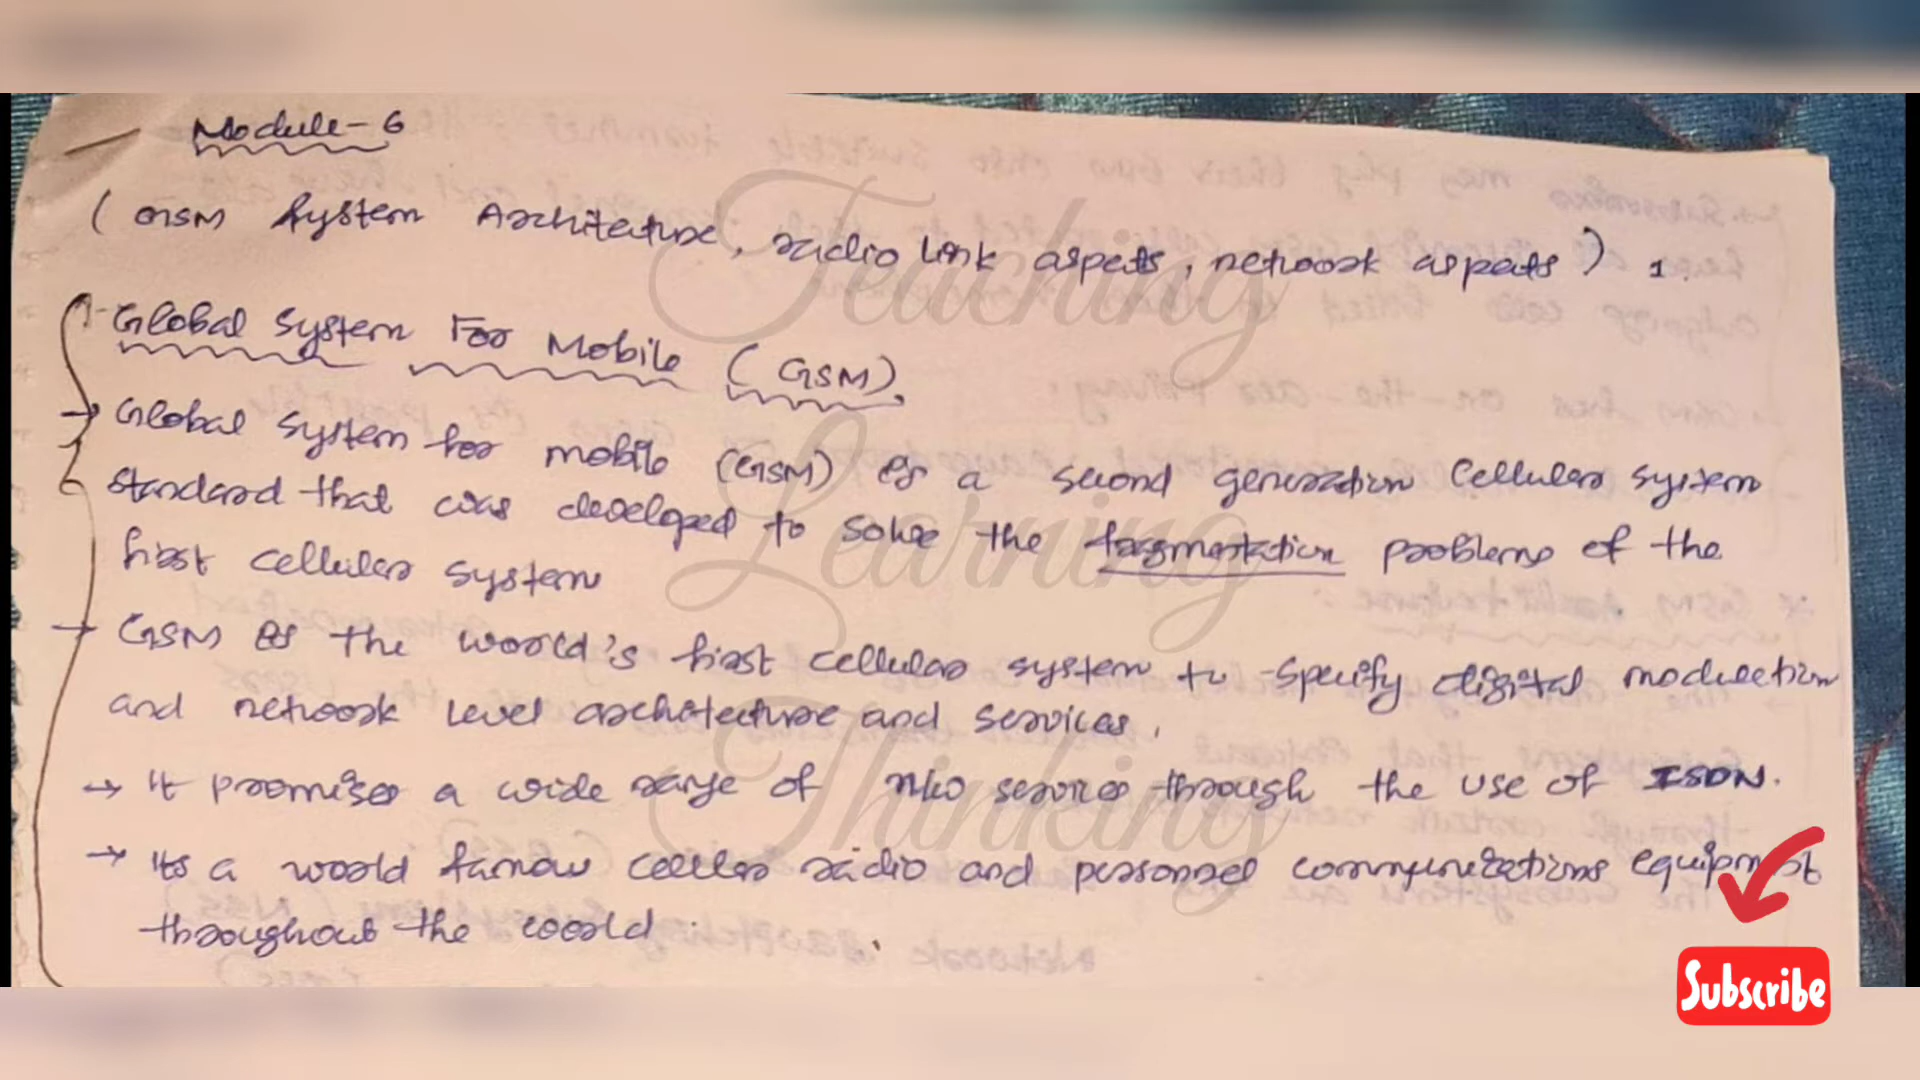 Module-6
(GSM System Architecture, radio link aspects, network aspects) 1.
Global System For Mobile (GSM).
→ Global System for mobile (GSM) is a second generation Cellular system
standard that was developed to solve the fragmentation problems of the
first cellular system
→ GSM is the world's first cellular system to specify digital modulation
and network level architecture and services.
→ It promises a wide range of n/w services through the use of ISDN.
→ Its a world famous cellular radio and personnel communications equipment
throughout the world.
Teaching
Learning
Thinking
Subscribe